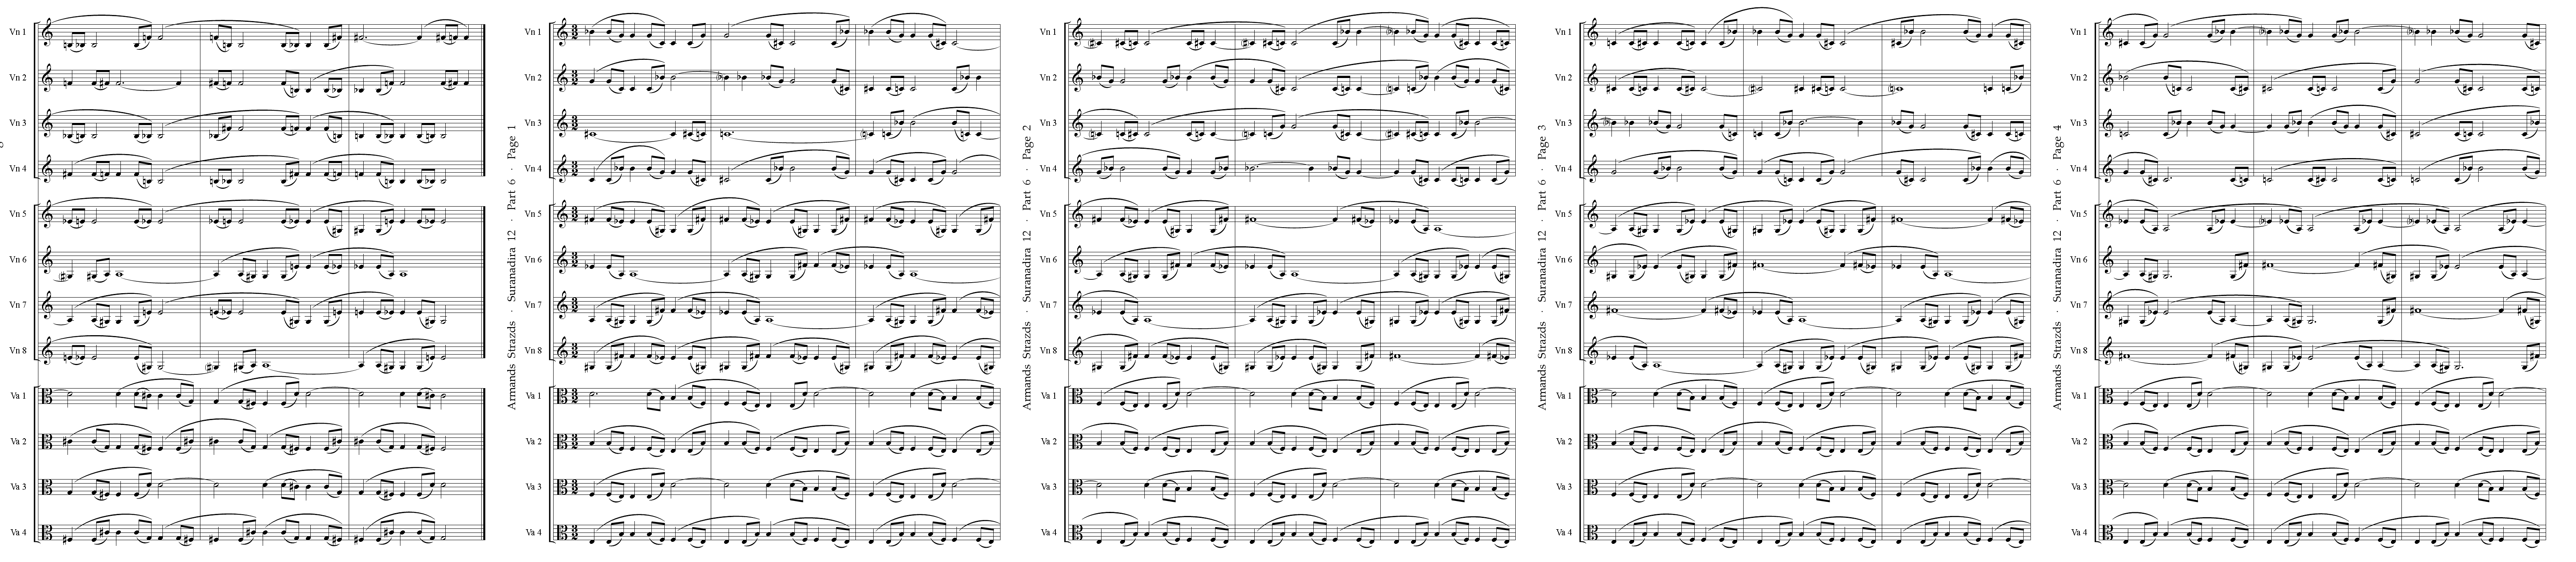 Vn 1
Vn 2
Vn 3
Vn 4
Vn 5
Vn 6
Vn 7
Vn 8
Va 1
Va 2
Va 3
Va 4
Armands Strazds · Suranadira 12 · Part 6 · Page 1
Vn 1
Vn 2
Vn 3
Vn 4
Vn 5
Vn 6
Vn 7
Vn 8
Va 1
Va 2
Va 3
Va 4
Armands Strazds · Suranadira 12 · Part 6 · Page 2
Vn 1
Vn 2
Vn 3
Vn 4
Vn 5
Vn 6
Vn 7
Vn 8
Va 1
Va 2
Va 3
Va 4
Armands Strazds · Suranadira 12 · Part 6 · Page 3
Vn 1
Vn 2
Vn 3
Vn 4
Vn 5
Vn 6
Vn 7
Vn 8
Va 1
Va 2
Va 3
Va 4
Armands Strazds · Suranadira 12 · Part 6 · Page 4
Vn 1
Vn 2
Vn 3
Vn 4
Vn 5
Vn 6
Vn 7
Vn 8
Va 1
Va 2
Va 3
Va 4